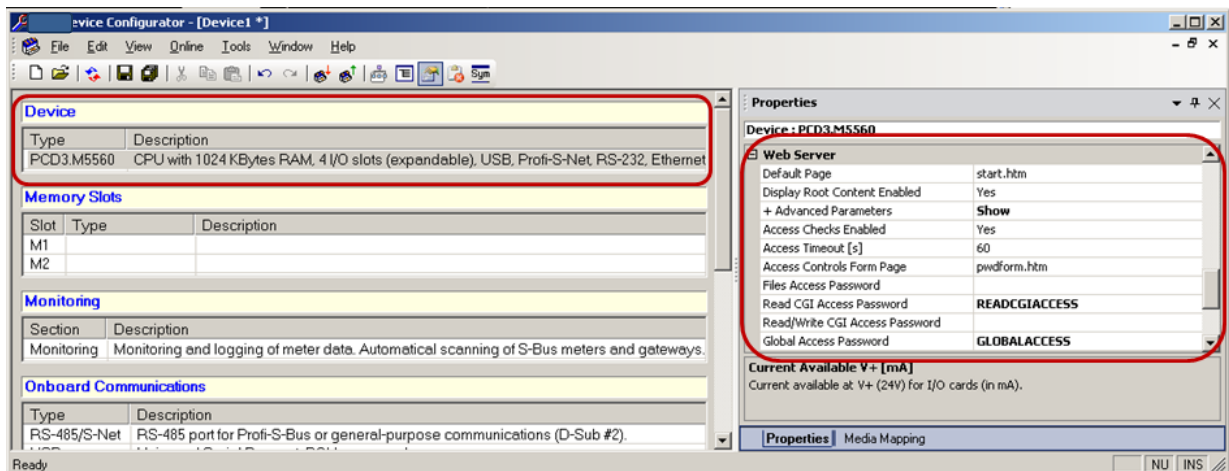 evice Configurator - [Device1 *]
File Edit View Online Tools Window Help
Sym
Device
Type Description
PCD3.M5560 CPU with 1024 KBytes RAM, 4 I/O slots (expandable), USB, Profi-S-Net, RS-232, Ethernet
Memory Slots
Slot Type Description
M1
M2
Monitoring
Section Description
Monitoring Monitoring and logging of meter data. Automatical scanning of S-Bus meters and gateways.
Onboard Communications
Type Description
RS-485/S-Net RS-485 port for Profi-S-Bus or general-purpose communications (D-Sub #2).
Properties
Device : PCD3.M5560
Web Server
Default Page start.htm
Display Root Content Enabled Yes
+ Advanced Parameters Show
Access Checks Enabled Yes
Access Timeout [s] 60
Access Controls Form Page pwdform.htm
Files Access Password
Read CGI Access Password READCGIACCESS
Read/Write CGI Access Password
Global Access Password GLOBALACCESS
Current Available V+ [mA]
Current available at V+ (24V) for I/O cards (in mA).
Properties Media Mapping
Ready NU INS